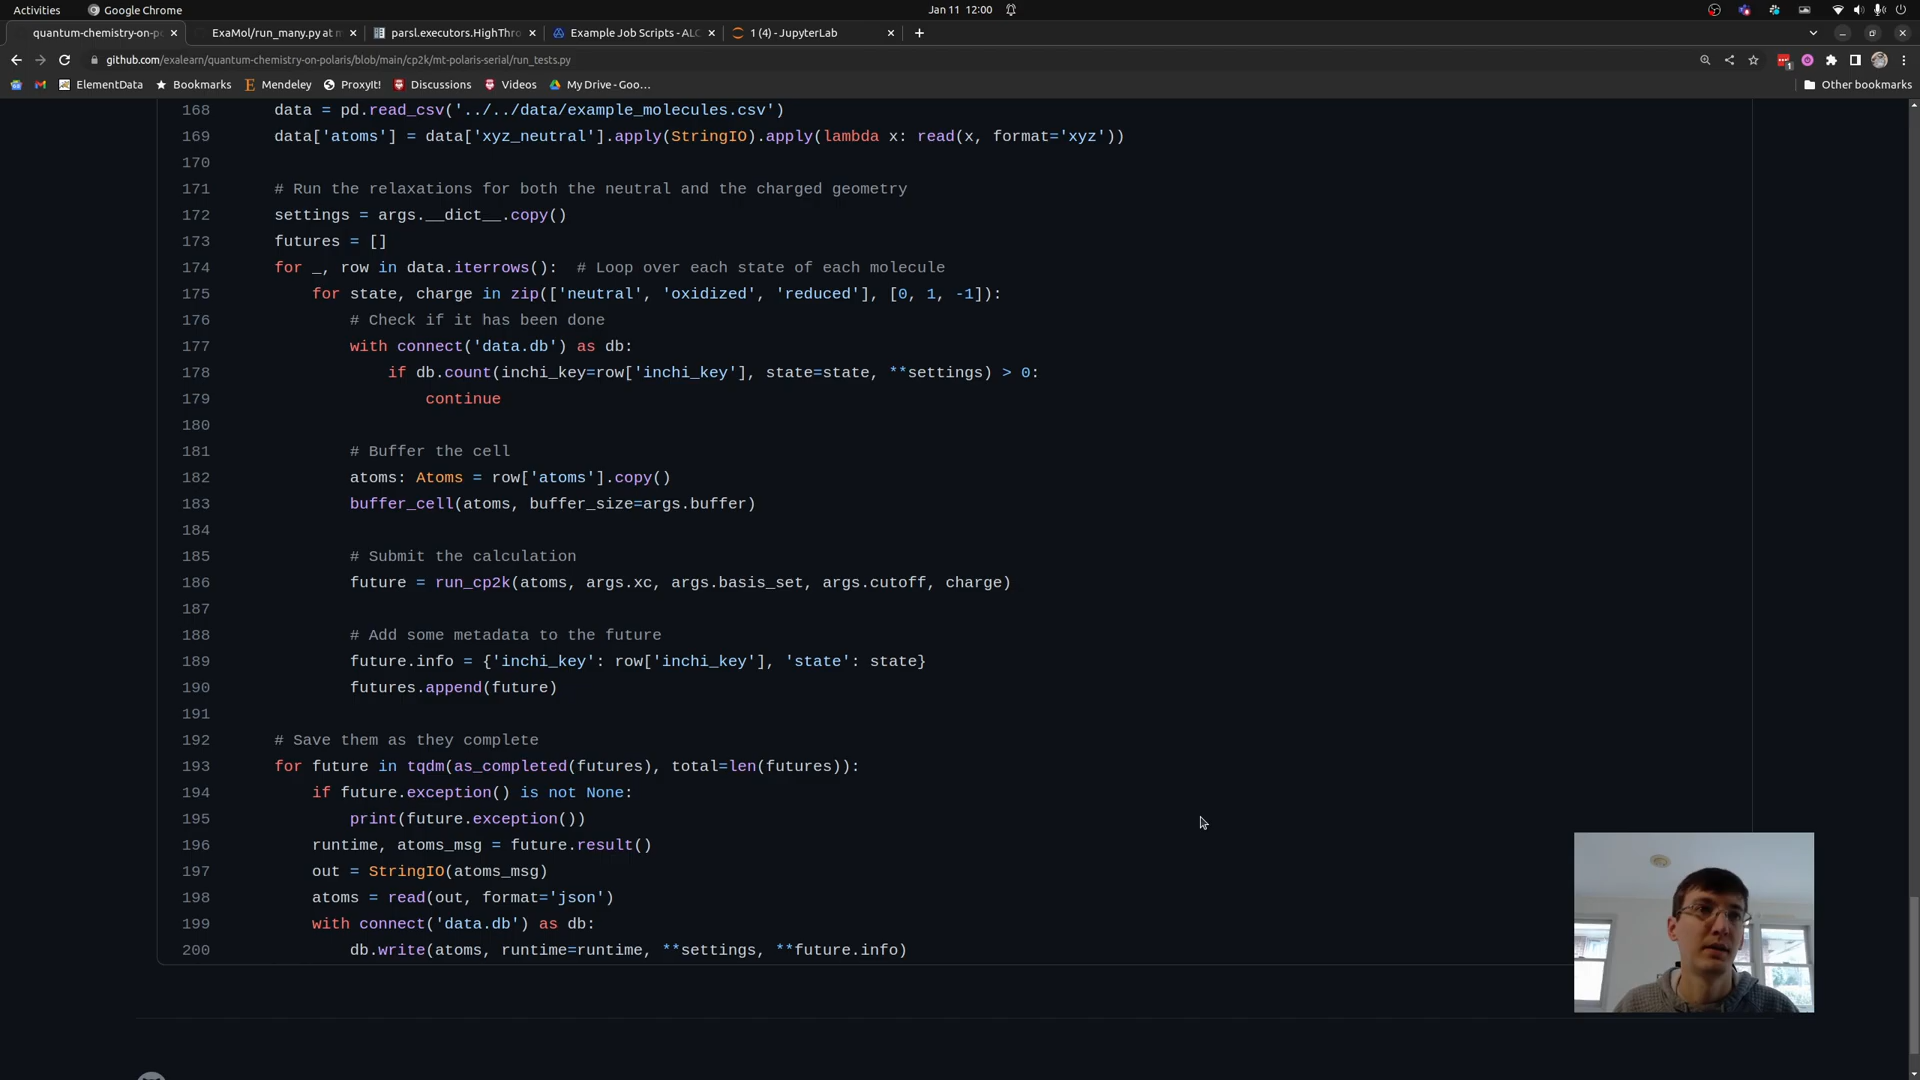 Activities Google Chrome Jan 11 12:00
quantum-chemistry-on-po ExaMol/run_many.py at m parsl.executors.HighThro Example Job Scripts - ALC 1 (4) - JupyterLab
github.com/exalearn/quantum-chemistry-on-polaris/blob/main/cp2k/mt-polaris-serial/run_tests.py
ElementData Bookmarks Mendeley ProxyIt! Discussions Videos My Drive - Goo… Other bookmarks
168 data = pd.read_csv('../../data/example_molecules.csv')
169 data['atoms'] = data['xyz_neutral'].apply(StringIO).apply(lambda x: read(x, format='xyz'))
170
171 # Run the relaxations for both the neutral and the charged geometry
172 settings = args.__dict__.copy()
173 futures = []
174 for _, row in data.iterrows():  # Loop over each state of each molecule
175 for state, charge in zip(['neutral', 'oxidized', 'reduced'], [0, 1, -1]):
176 # Check if it has been done
177 with connect('data.db') as db:
178 if db.count(inchi_key=row['inchi_key'], state=state, **settings) > 0:
179 continue
180
181 # Buffer the cell
182 atoms: Atoms = row['atoms'].copy()
183 buffer_cell(atoms, buffer_size=args.buffer)
184
185 # Submit the calculation
186 future = run_cp2k(atoms, args.xc, args.basis_set, args.cutoff, charge)
187
188 # Add some metadata to the future
189 future.info = {'inchi_key': row['inchi_key'], 'state': state}
190 futures.append(future)
191
192 # Save them as they complete
193 for future in tqdm(as_completed(futures), total=len(futures)):
194 if future.exception() is not None:
195 print(future.exception())
196 runtime, atoms_msg = future.result()
197 out = StringIO(atoms_msg)
198 atoms = read(out, format='json')
199 with connect('data.db') as db:
200 db.write(atoms, runtime=runtime, **settings, **future.info)